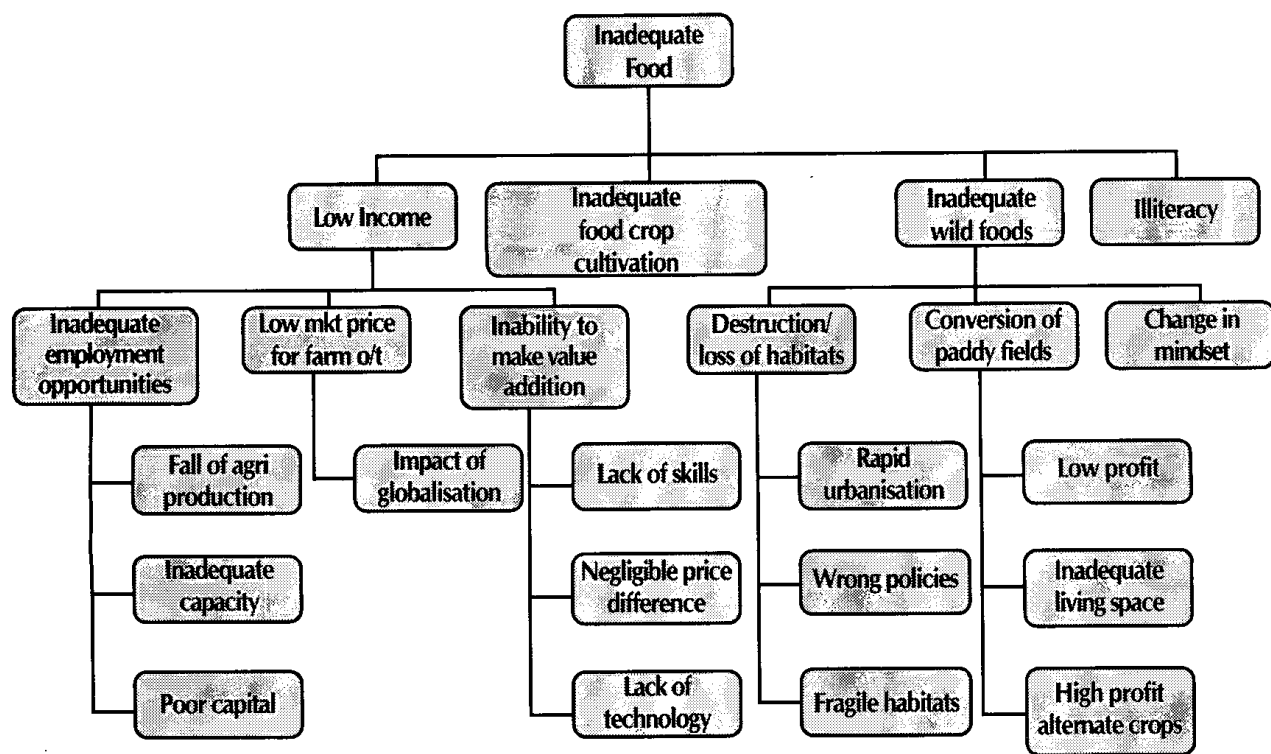 Inadequate
Food
Low Income
Inadequate
food crop
cultivation
Inadequate
wild foods
Illiteracy
Inadequate
employment
opportunities
Low mkt price
for farm o/t
Inability to
make value
addition
Destruction/
loss of habitats
Conversion of
paddy fields
Change in
mindset
Fall of agri
production
Impact of
globalisation
Lack of skills
Rapid
urbanisation
Low profit
Inadequate
capacity
Negligible price
difference
Wrong policies
Inadequate
living space
Poor capital
Lack of
technology
Fragile habitats
High profit
alternate crops